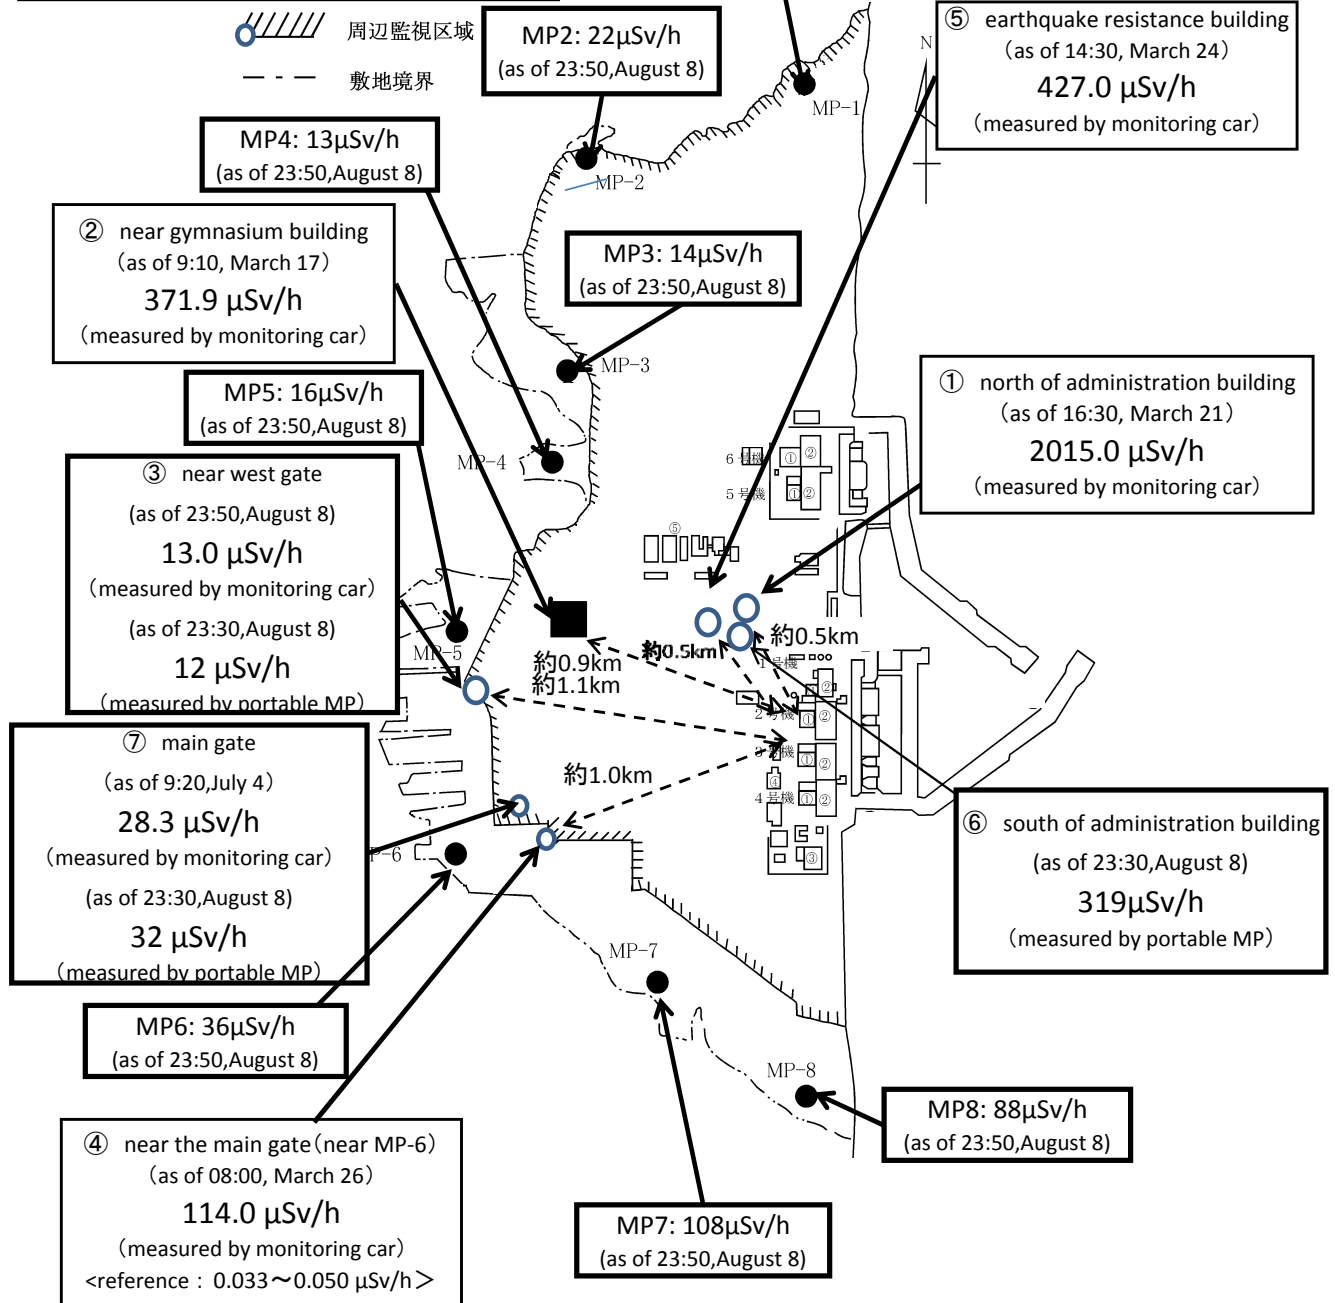 周辺監視区域
敷地境界
MP2: 22μSv/h
(as of 23:50,August 8)
⑤ earthquake resistance building
(as of 14:30, March 24)
427.0 μSv/h
(measured by monitoring car)
N
MP-1
MP4: 13μSv/h
(as of 23:50,August 8)
MP-2
② near gymnasium building
(as of 9:10, March 17)
371.9 μSv/h
(measured by monitoring car)
MP3: 14μSv/h
(as of 23:50,August 8)
MP-3
① north of administration building
(as of 16:30, March 21)
2015.0 μSv/h
(measured by monitoring car)
MP5: 16μSv/h
(as of 23:50,August 8)
MP-4
6号機
①
②
5号機
①
②
③ near west gate
(as of 23:50,August 8)
13.0 μSv/h
(measured by monitoring car)
(as of 23:30,August 8)
12 μSv/h
(measured by portable MP)
⑤
MP-5
約0.9km
約1.1km
約0.5km
約0.5km
1号機
②
2号機
①
②
3号機
①
②
④
4号機
①
②
③
約1.0km
⑦ main gate
(as of 9:20,July 4)
28.3 μSv/h
(measured by monitoring car)
(as of 23:30,August 8)
32 μSv/h
(measured by portable MP)
P-6
⑥ south of administration building
(as of 23:30,August 8)
319μSv/h
(measured by portable MP)
MP-7
MP6: 36μSv/h
(as of 23:50,August 8)
MP-8
MP8: 88μSv/h
(as of 23:50,August 8)
④ near the main gate(near MP-6)
(as of 08:00, March 26)
114.0 μSv/h
(measured by monitoring car)
<reference : 0.033～0.050 μSv/h>
MP7: 108μSv/h
(as of 23:50,August 8)